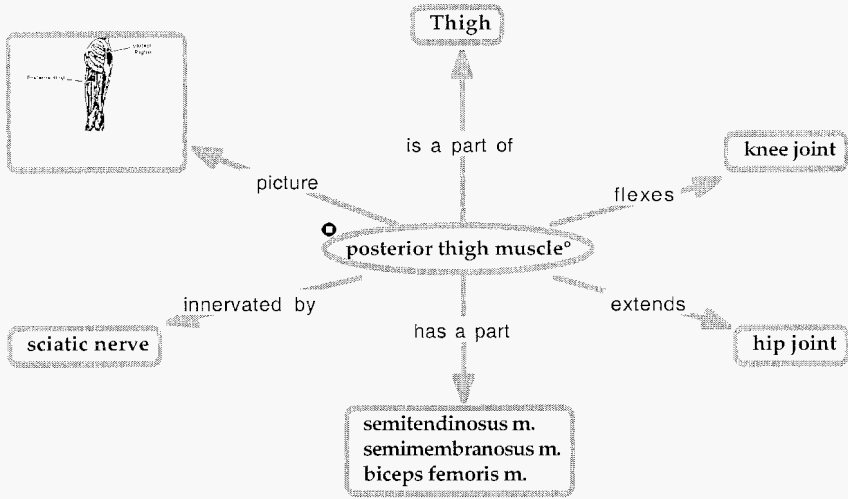 Thigh
is a part of
knee joint
picture
flexes
posterior thigh muscle°
innervated by
extends
has a part
sciatic nerve
hip joint
semitendinosus m.
semimembranosus m.
biceps femoris m.